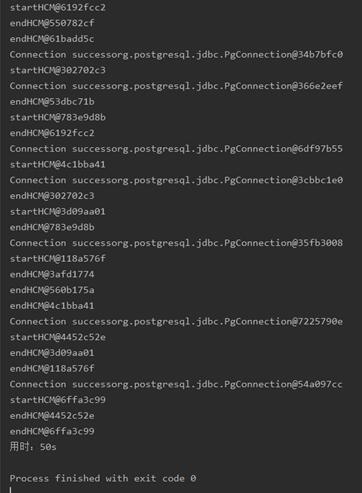 startHCM@6192fcc2
endHCM@550782cf
endHCM@61badd5c
Connection successorg.postgresql.jdbc.PgConnection@34b7bfc0
startHCM@302702c3
Connection successorg.postgresql.jdbc.PgConnection@366e2eef
endHCM@53dbc71b
startHCM@783e9d8b
endHCM@6192fcc2
Connection successorg.postgresql.jdbc.PgConnection@6df97b55
startHCM@4c1bba41
Connection successorg.postgresql.jdbc.PgConnection@3cbbc1e0
endHCM@302702c3
startHCM@3d09aa01
endHCM@783e9d8b
Connection successorg.postgresql.jdbc.PgConnection@35fb3008
startHCM@118a576f
endHCM@3afd1774
endHCM@560b175a
endHCM@4c1bba41
Connection successorg.postgresql.jdbc.PgConnection@7225790e
startHCM@4452c52e
endHCM@3d09aa01
endHCM@118a576f
Connection successorg.postgresql.jdbc.PgConnection@54a097cc
startHCM@6ffa3c99
endHCM@4452c52e
endHCM@6ffa3c99
用时：50s
Process finished with exit code 0